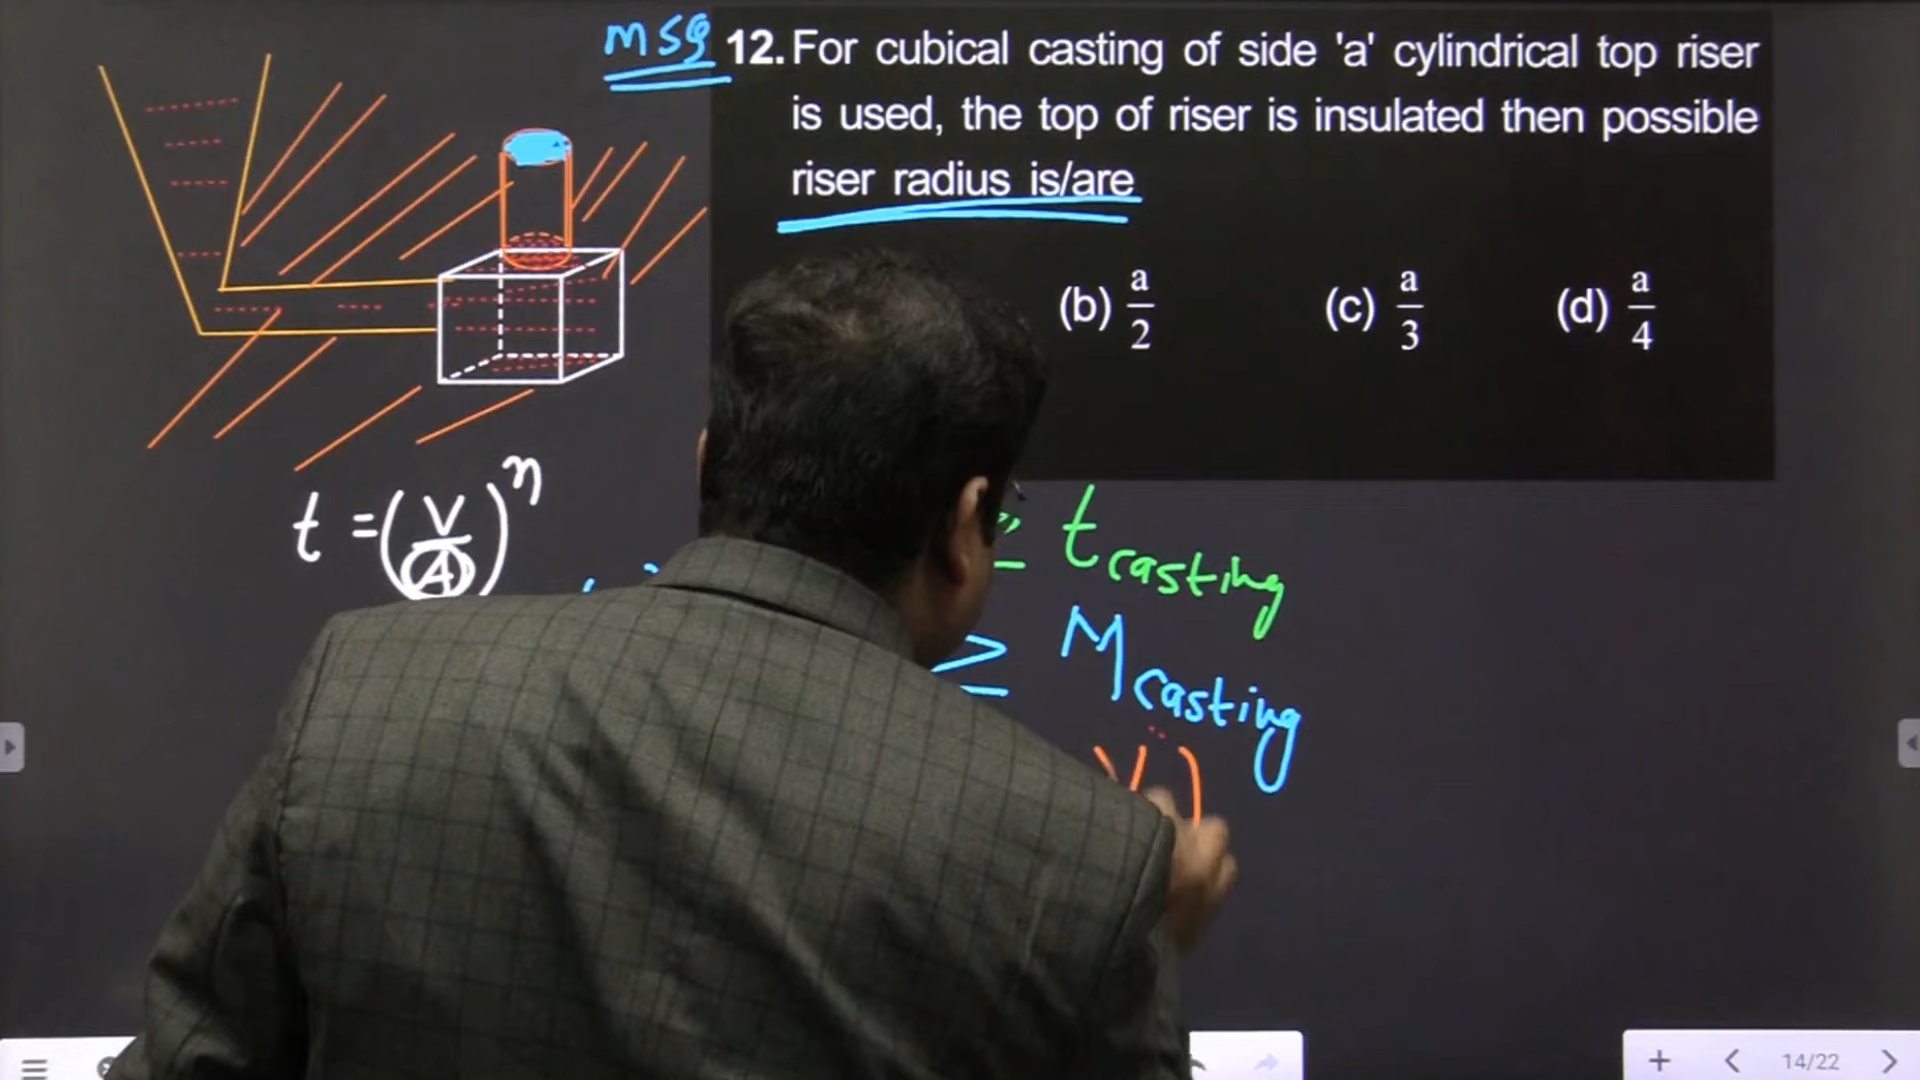 MSQ
12. For cubical casting of side 'a' cylindrical top riser
is used, the top of riser is insulated then possible
riser radius is/are
(b) a/2 (c) a/3 (d) a/4
t = (V/A)^n
≥ t casting
≥ M casting
14/22